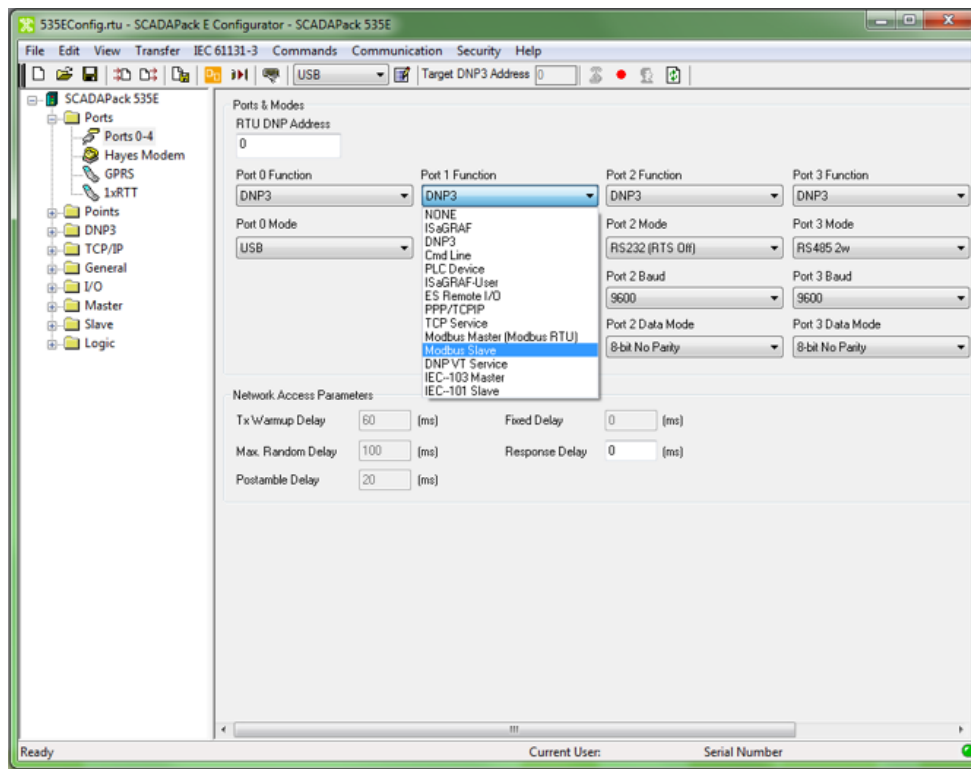 535EConfig.rtu - SCADAPack E Configurator - SCADAPack 535E
File Edit View Transfer IEC 61131-3 Commands Communication Security Help
USB Target DNP3 Address 0
SCADAPack 535E
Ports
Ports 0-4
Hayes Modem
GPRS
1xRTT
Points
DNP3
TCP/IP
General
I/O
Master
Slave
Logic
Ports & Modes
RTU DNP Address
0
Port 0 Function Port 1 Function Port 2 Function Port 3 Function
DNP3 DNP3 DNP3 DNP3
Port 0 Mode Port 2 Mode Port 3 Mode
USB RS232 (RTS Off) RS485 2w
Port 2 Baud Port 3 Baud
9600 9600
Port 2 Data Mode Port 3 Data Mode
8-bit No Parity 8-bit No Parity
NONE
ISaGRAF
DNP3
Cmd Line
PLC Device
ISaGRAF-User
ES Remote I/O
PPP/TCPIP
TCP Service
Modbus Master (Modbus RTU)
Modbus Slave
DNP VT Service
IEC--103 Master
IEC--101 Slave
Network Access Parameters
Tx Warmup Delay 60 (ms) Fixed Delay 0 (ms)
Max. Random Delay 100 (ms) Response Delay 0 (ms)
Postamble Delay 20 (ms)
Ready Current User: Serial Number